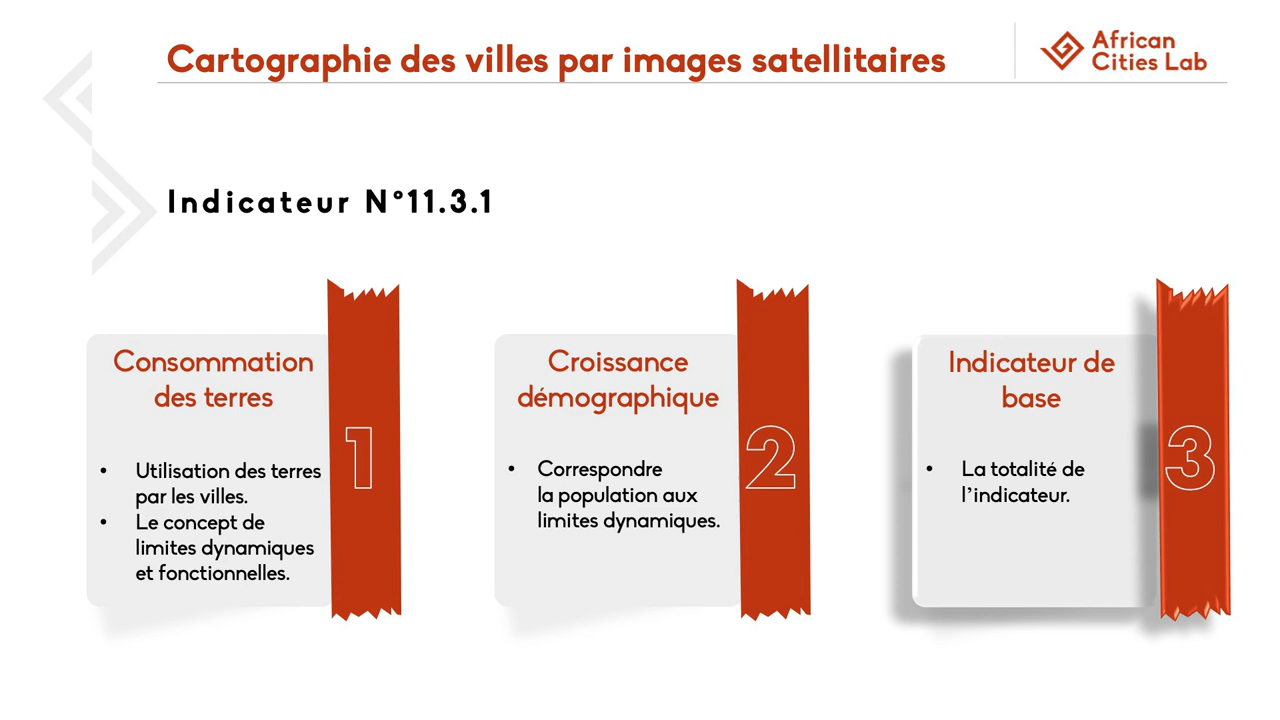 Cartographie des villes par images satellitaires
African
Cities Lab
Indicateur N°11.3.1
Consommation
des terres
• Utilisation des terres
par les villes.
• Le concept de
limites dynamiques
et fonctionnelles.
1
Croissance
démographique
• Correspondre
la population aux
limites dynamiques.
2
Indicateur de
base
• La totalité de
l’indicateur.
3